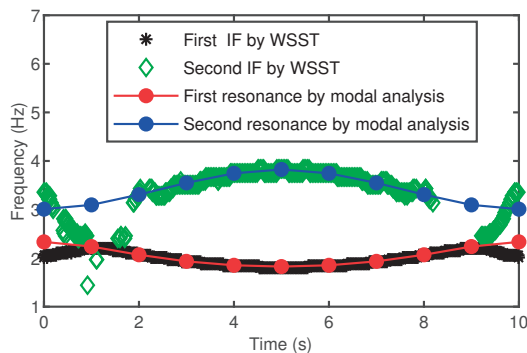 7
6
5
4
3
2
1
Frequency (Hz)
First IF by WSST
Second IF by WSST
First resonance by modal analysis
Second resonance by modal analysis
0 2 4 6 8 10
Time (s)